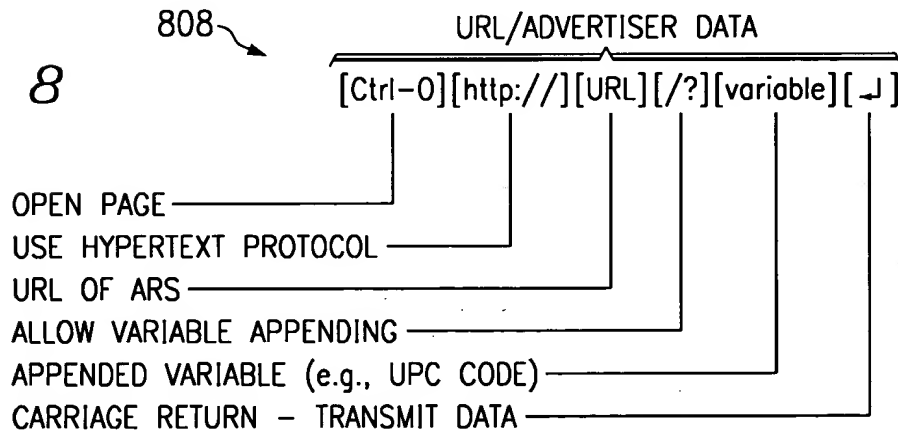 808
URL/ADVERTISER DATA
8
[Ctrl-O][http://][URL][/?][variable][↵]
OPEN PAGE
USE HYPERTEXT PROTOCOL
URL OF ARS
ALLOW VARIABLE APPENDING
APPENDED VARIABLE (e.g., UPC CODE)
CARRIAGE RETURN – TRANSMIT DATA